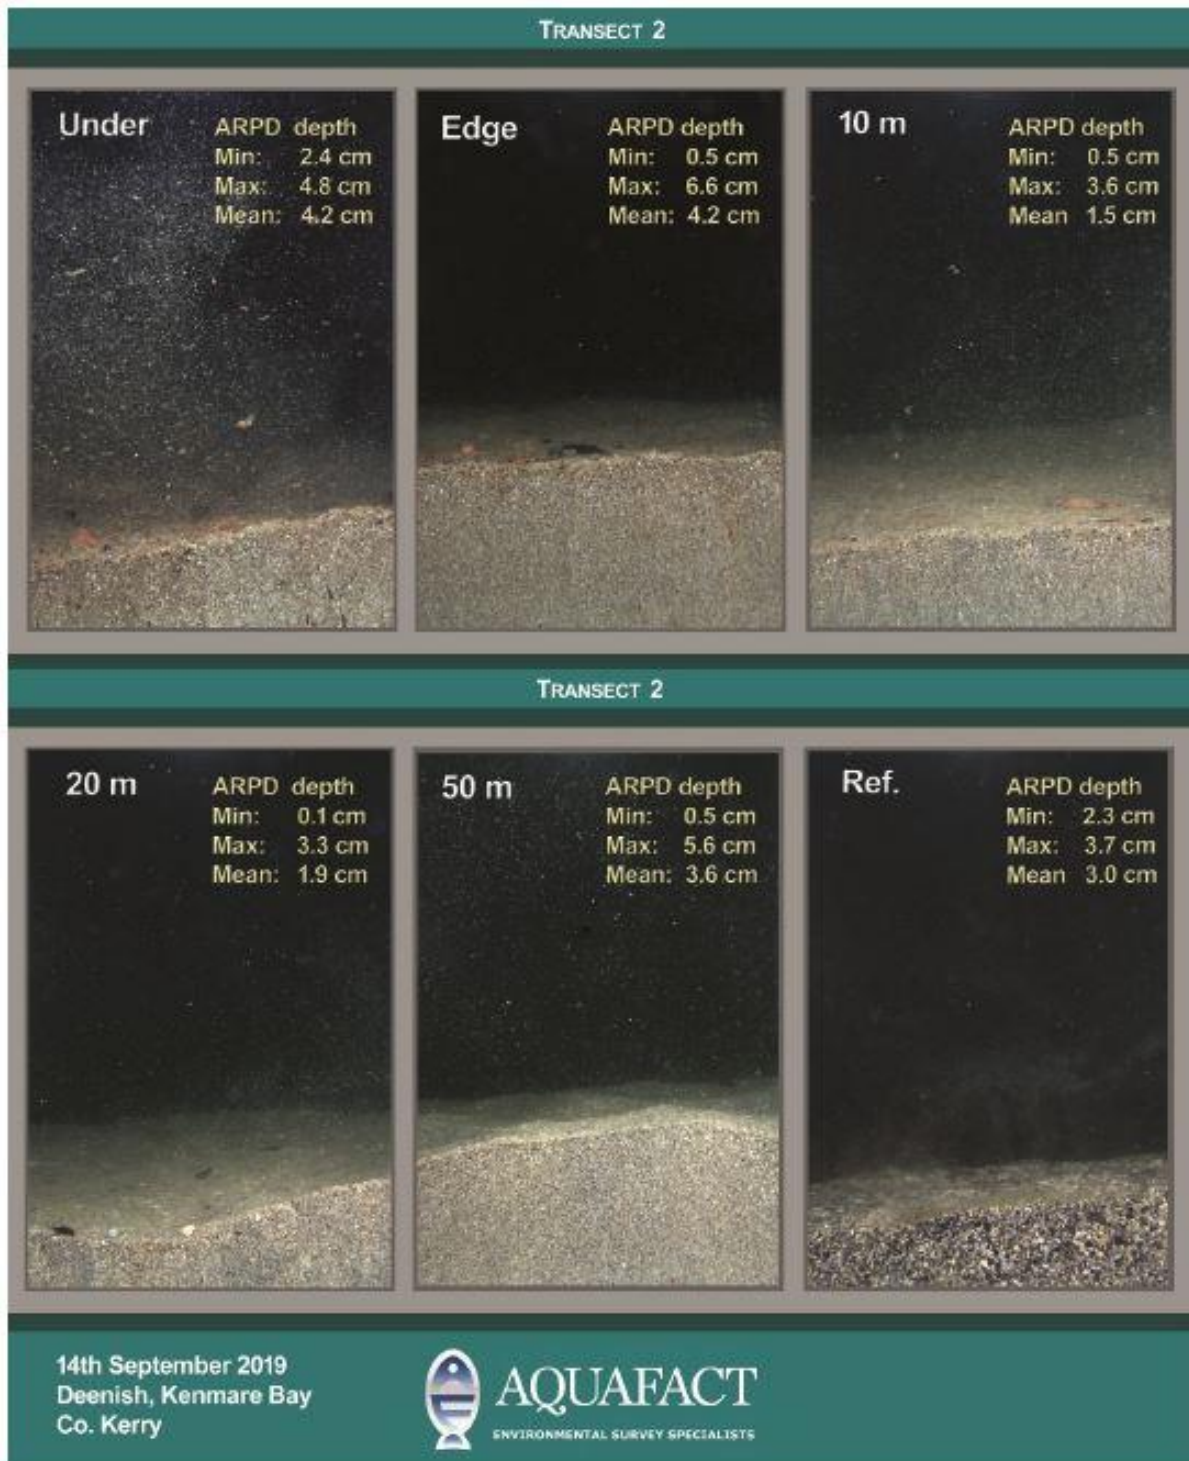 TRANSECT 2
Under
ARPD depth
Min: 2.4 cm
Max: 4.8 cm
Mean: 4.2 cm
Edge
ARPD depth
Min: 0.5 cm
Max: 6.6 cm
Mean: 4.2 cm
10 m
ARPD depth
Min: 0.5 cm
Max: 3.6 cm
Mean 1.5 cm
TRANSECT 2
20 m
ARPD depth
Min: 0.1 cm
Max: 3.3 cm
Mean: 1.9 cm
50 m
ARPD depth
Min: 0.5 cm
Max: 5.6 cm
Mean: 3.6 cm
Ref.
ARPD depth
Min: 2.3 cm
Max: 3.7 cm
Mean 3.0 cm
14th September 2019
Deenish, Kenmare Bay
Co. Kerry
AQUAFACT
ENVIRONMENTAL SURVEY SPECIALISTS